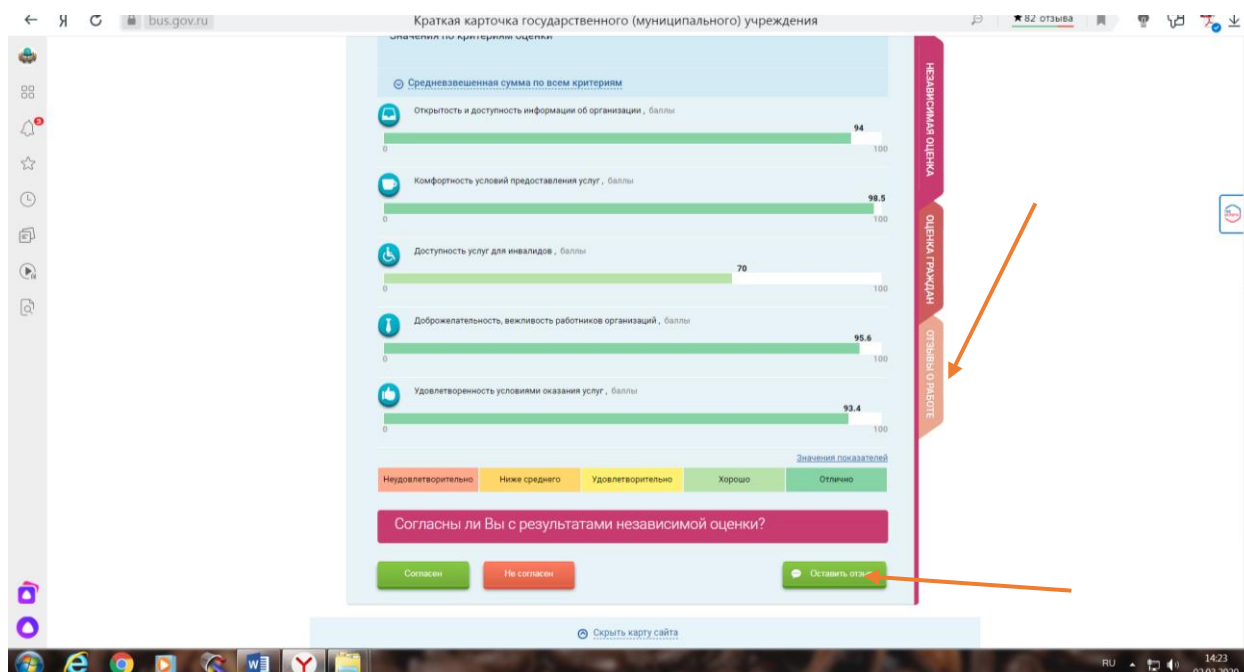 Я
bus.gov.ru
Краткая карточка государственного (муниципального) учреждения
★82 отзыва
Значения по критериям оценки
Средневзвешенная сумма по всем критериям
Открытость и доступность информации об организации , баллы
94
0
100
Комфортность условий предоставления услуг , баллы
98.5
0
100
Доступность услуг для инвалидов , баллы
70
0
100
Доброжелательность, вежливость работников организаций , баллы
95.6
0
100
Удовлетворенность условиями оказания услуг , баллы
93.4
0
100
Значения показателей
Неудовлетворительно
Ниже среднего
Удовлетворительно
Хорошо
Отлично
Согласны ли Вы с результатами независимой оценки?
Согласен
Не согласен
Оставить
Скрыть карту сайта
НЕЗАВИСИМАЯ ОЦЕНКА
ОЦЕНКА ГРАЖДАН
ОТЗЫВЫ О РАБОТЕ
RU
14:23